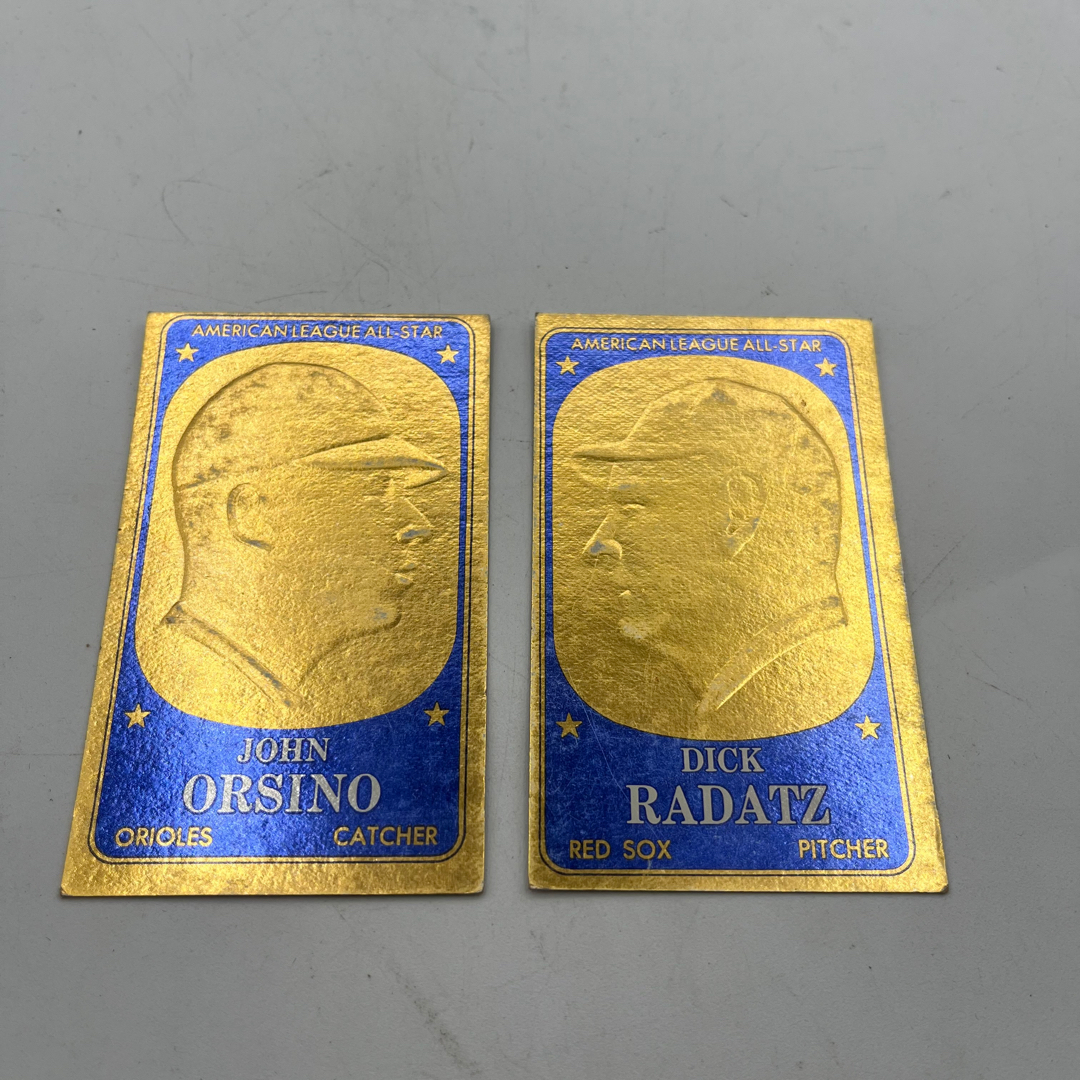 AMERICAN LEAGUE ALL-STAR
JOHN
ORSINO
ORIOLES CATCHER
AMERICAN LEAGUE ALL-STAR
DICK
RADATZ
RED SOX PITCHER